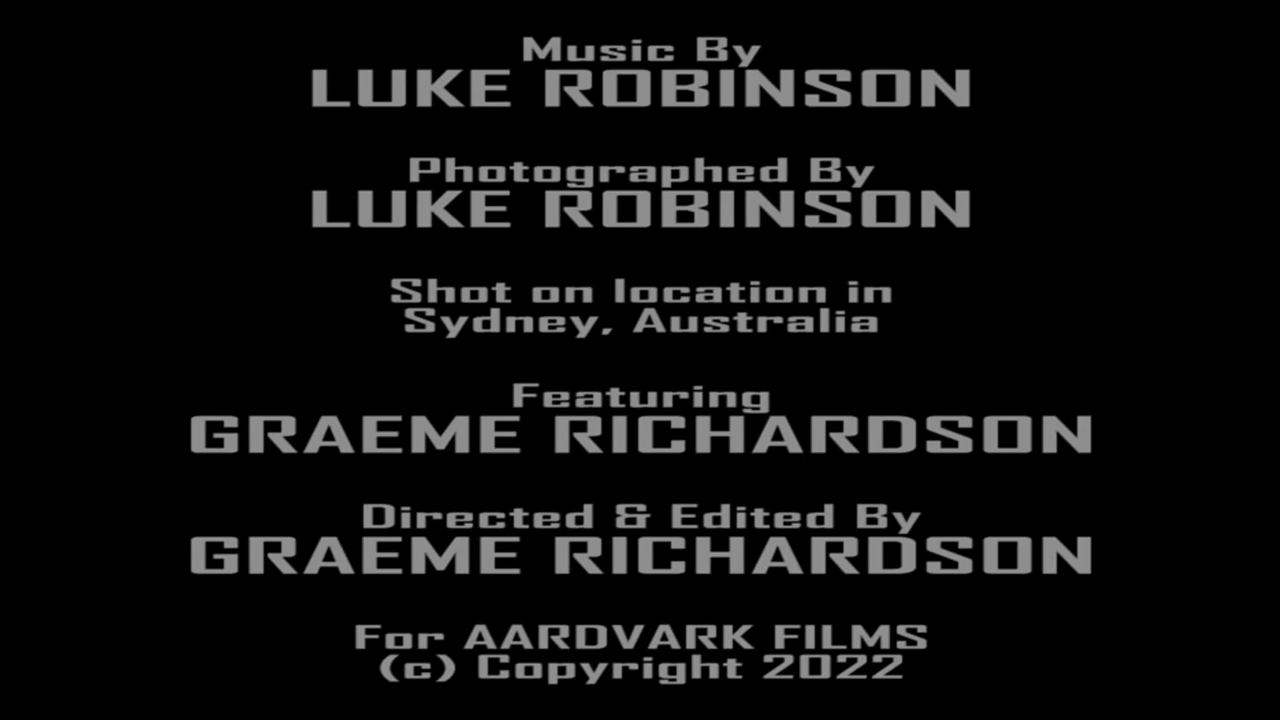 Music By
LUKE ROBINSON
Photographed By
LUKE ROBINSON
Shot on location in
Sydney, Australia
Featuring
GRAEME RICHARDSON
Directed & Edited By
GRAEME RICHARDSON
For AARDVARK FILMS
(c) Copyright 2022